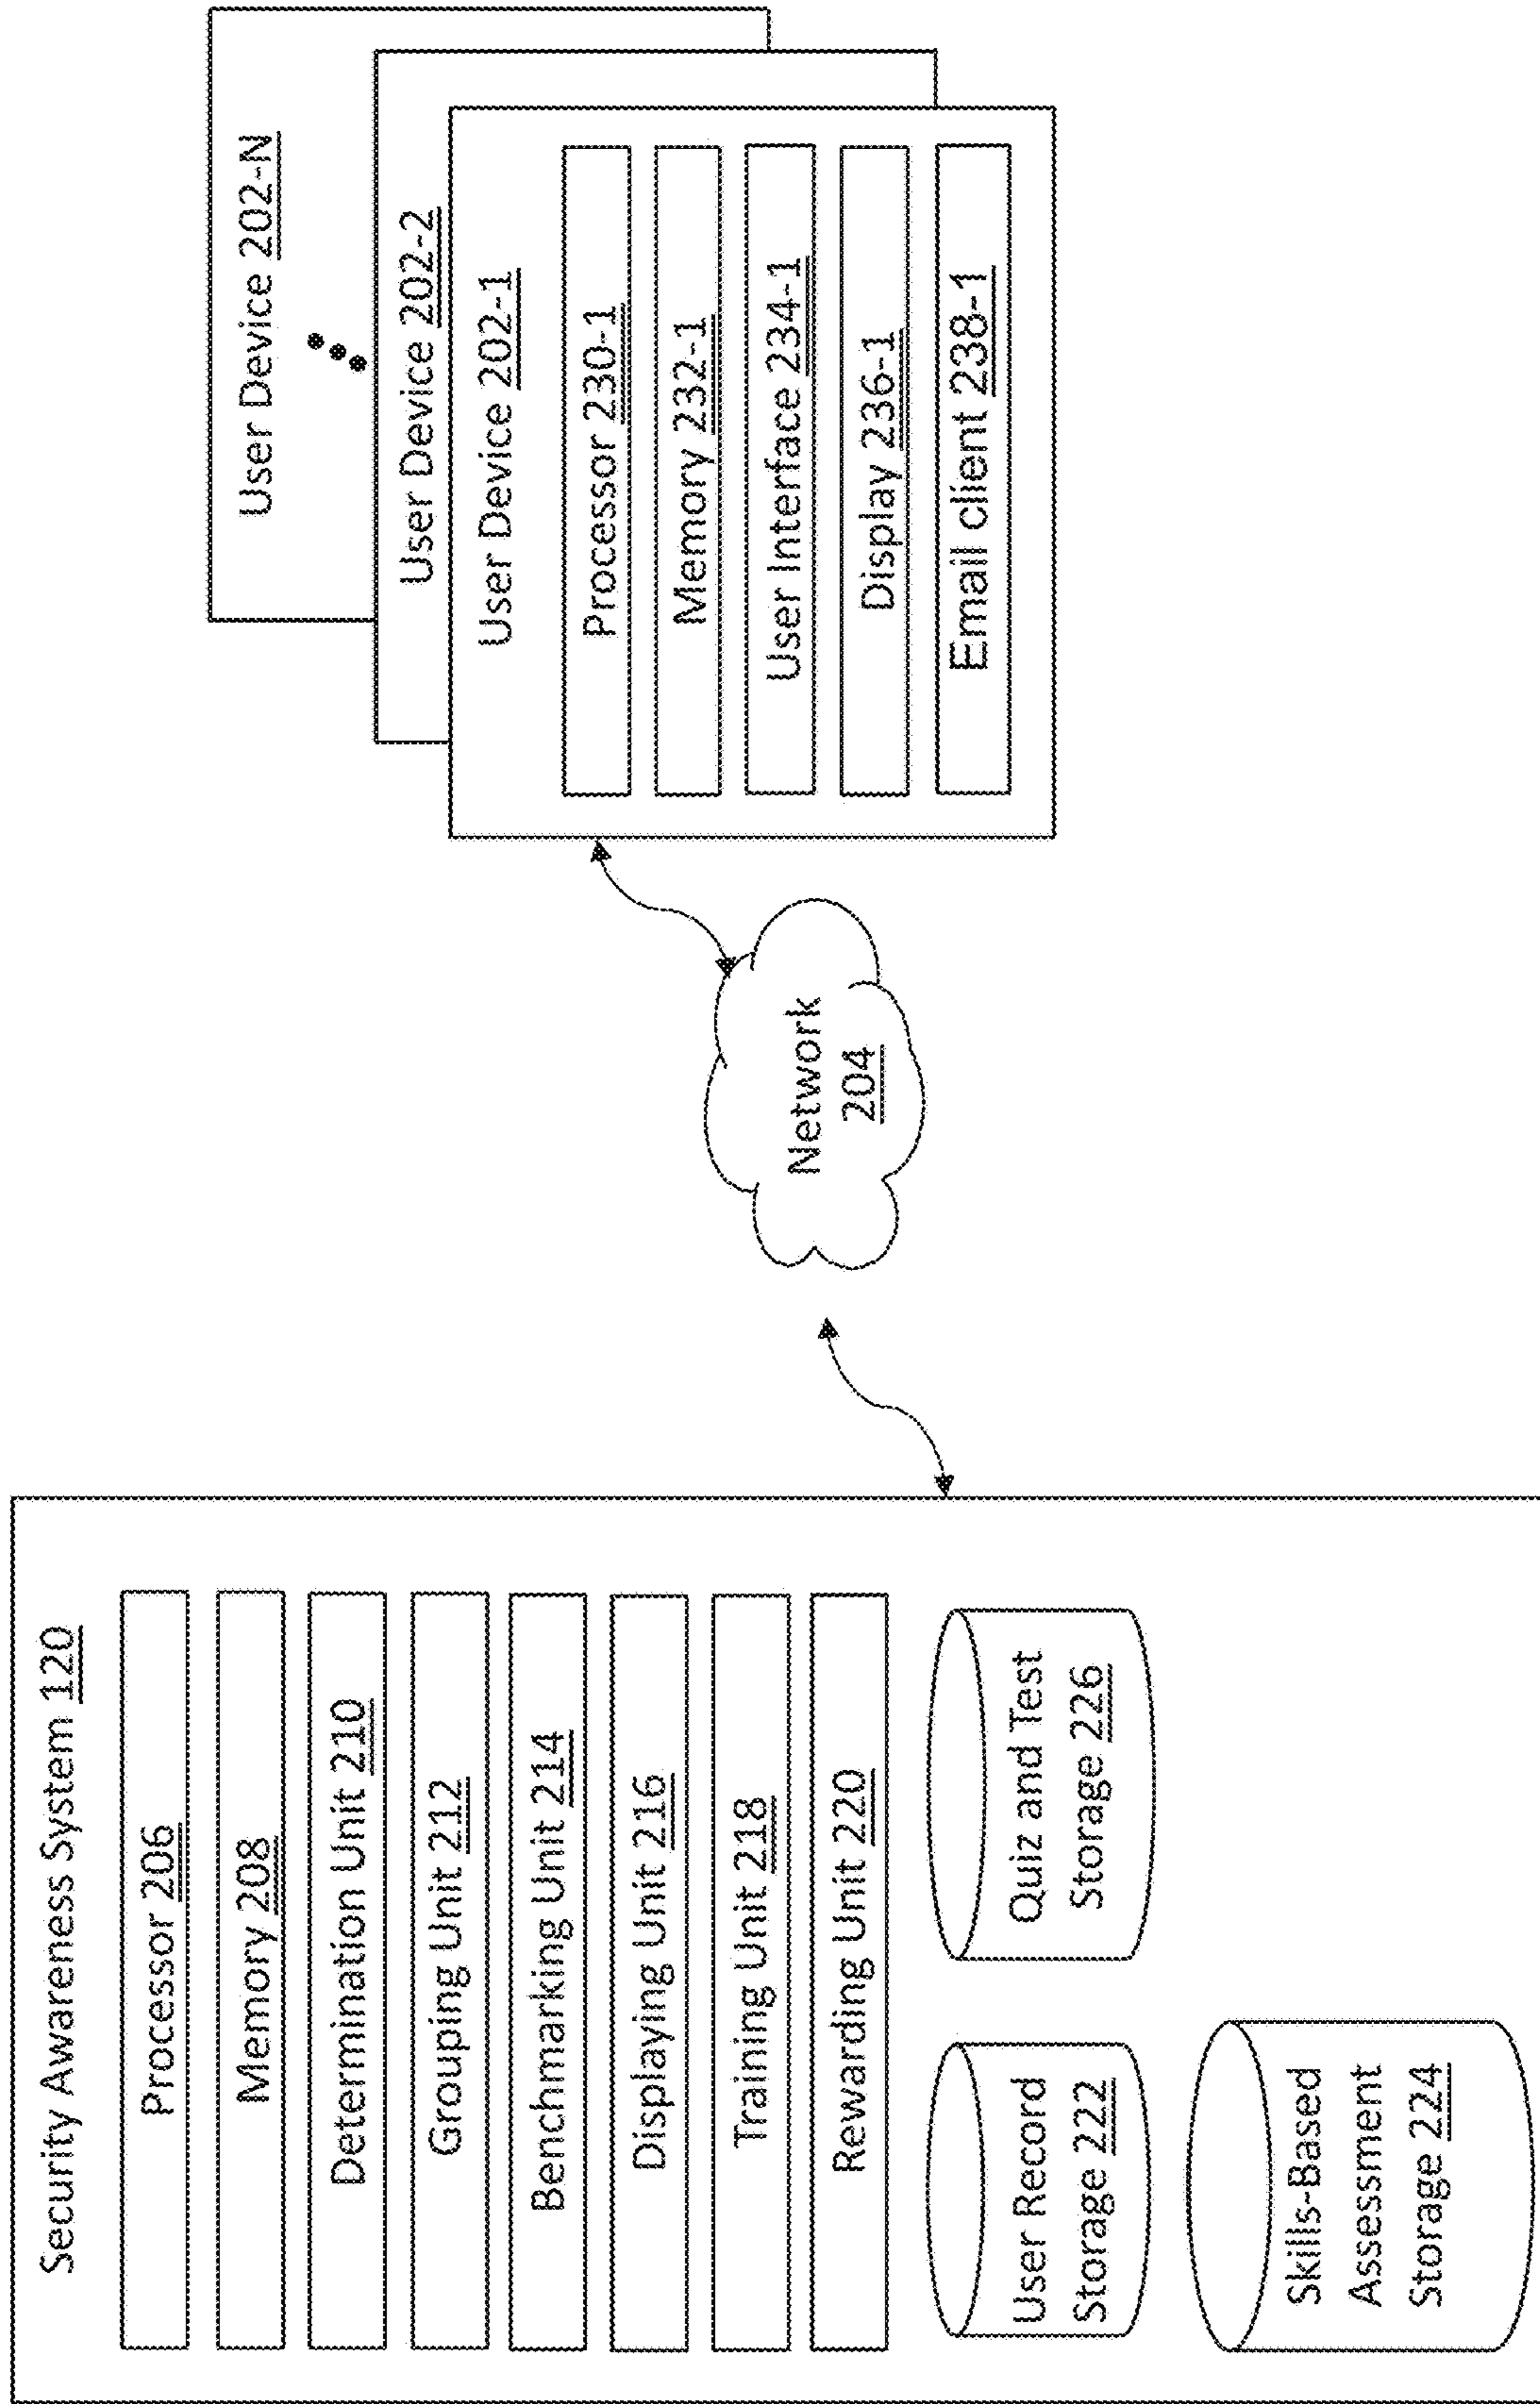 Security Awareness System 120
Processor 206
Memory 208
Determination Unit 210
Grouping Unit 212
Benchmarking Unit 214
Displaying Unit 216
Training Unit 218
Rewarding Unit 220
User Record
Storage 222
Quiz and Test
Storage 226
Skills-Based
Assessment
Storage 224
Network
204
User Device 202-N
User Device 202-2
User Device 202-1
Processor 230-1
Memory 232-1
User Interface 234-1
Display 236-1
Email client 238-1